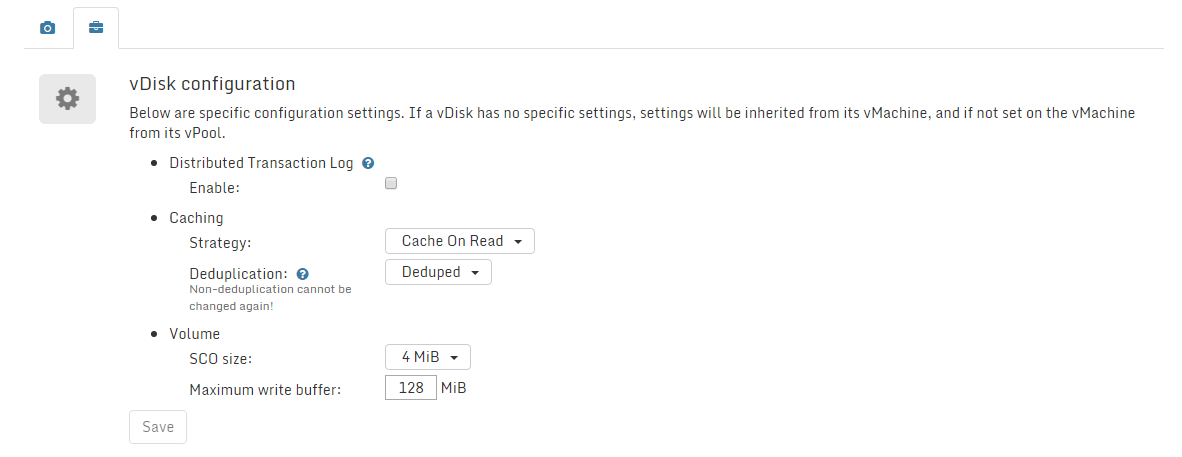 vDisk configuration
Below are specific configuration settings. If a vDisk has no specific settings, settings will be inherited from its vMachine, and if not set on the vMachine
from its vPool.
Distributed Transaction Log
Enable:
Caching
Strategy: Cache On Read
Deduplication: Deduped
Non-deduplication cannot be
changed again!
Volume
SCO size: 4 MiB
Maximum write buffer: 128 MiB
Save